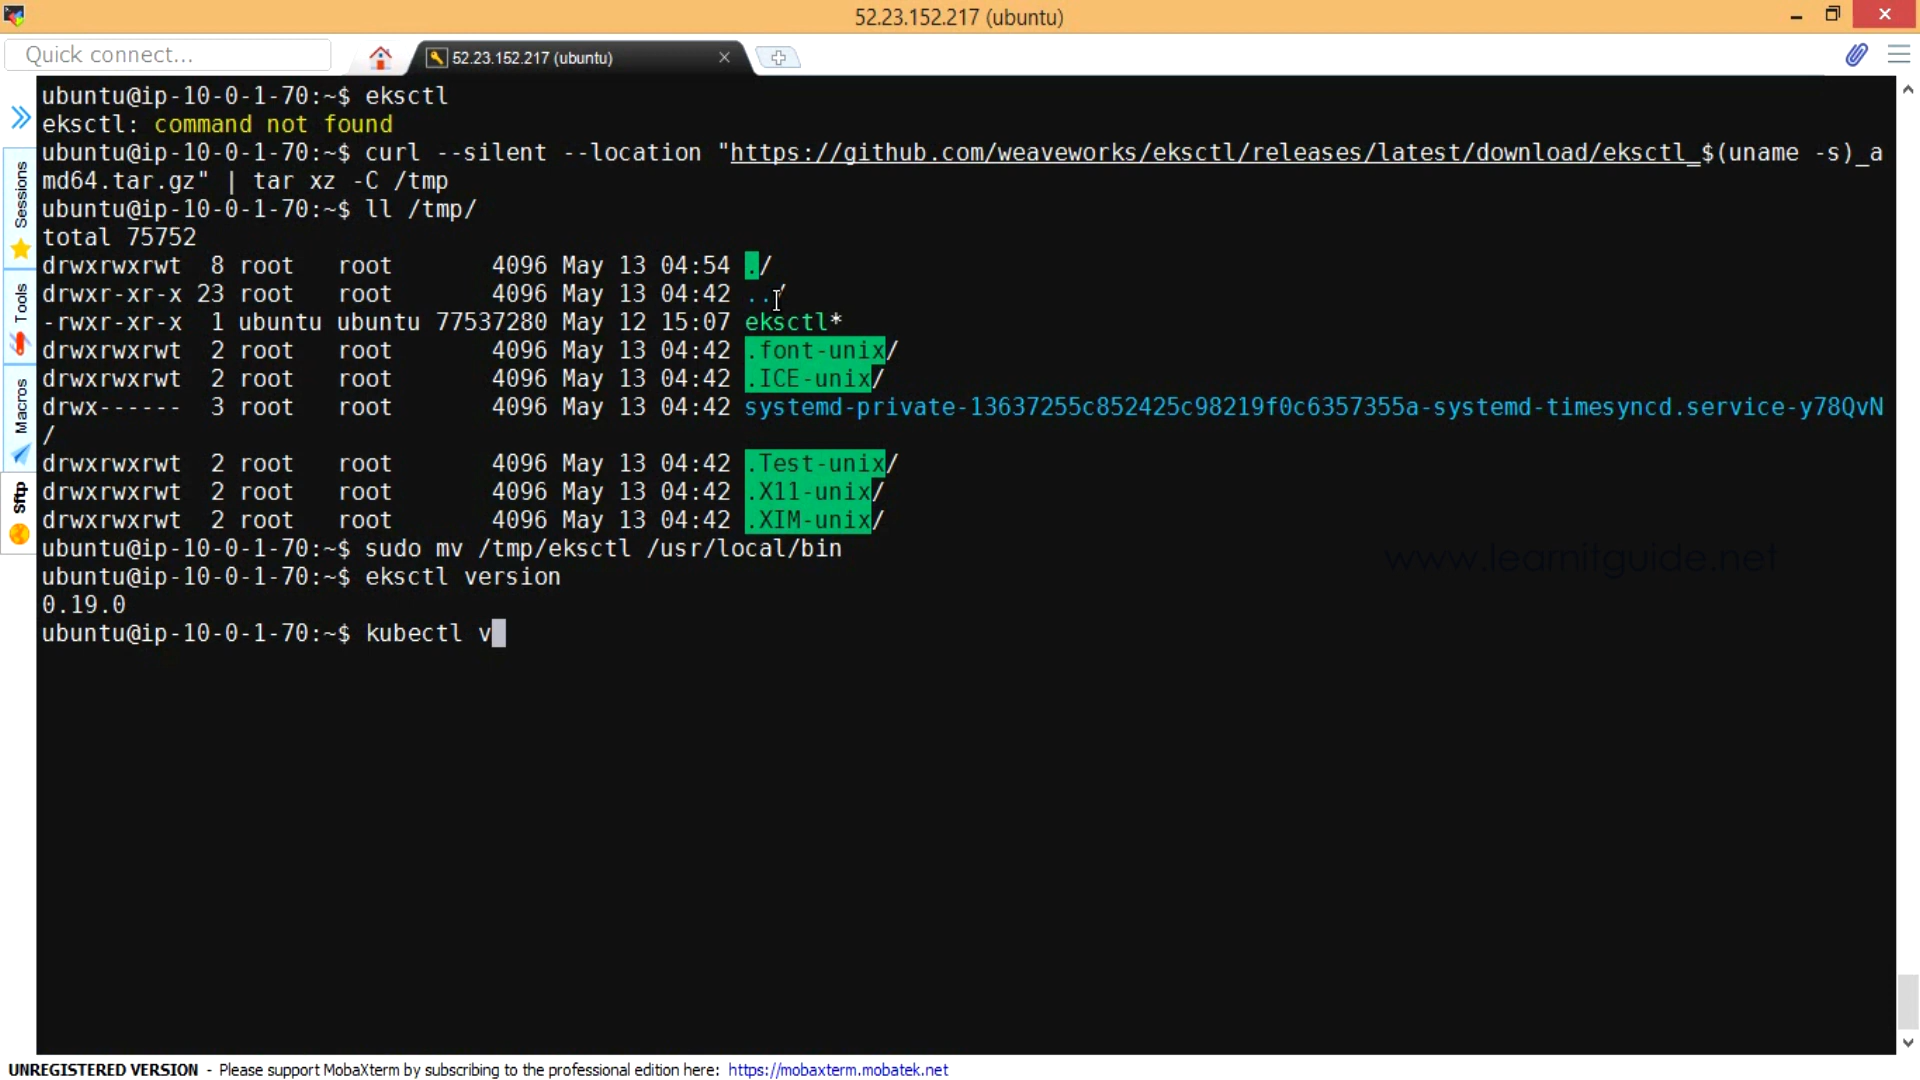 52.23.152.217 (ubuntu)
Quick connect...
52.23.152.217 (ubuntu)
Sessions
Tools
Macros
Sftp
ubuntu@ip-10-0-1-70:~$ eksctl
eksctl: command not found
ubuntu@ip-10-0-1-70:~$ curl --silent --location "https://github.com/weaveworks/eksctl/releases/latest/download/eksctl_$(uname -s)_a
md64.tar.gz" | tar xz -C /tmp
ubuntu@ip-10-0-1-70:~$ ll /tmp/
total 75752
drwxrwxrwt  8 root   root       4096 May 13 04:54 ./
drwxr-xr-x 23 root   root       4096 May 13 04:42 ../
-rwxr-xr-x  1 ubuntu ubuntu 77537280 May 12 15:07 eksctl*
drwxrwxrwt  2 root   root       4096 May 13 04:42 .font-unix/
drwxrwxrwt  2 root   root       4096 May 13 04:42 .ICE-unix/
drwx------  3 root   root       4096 May 13 04:42 systemd-private-13637255c852425c98219f0c6357355a-systemd-timesyncd.service-y78QvN
/
drwxrwxrwt  2 root   root       4096 May 13 04:42 .Test-unix/
drwxrwxrwt  2 root   root       4096 May 13 04:42 .X11-unix/
drwxrwxrwt  2 root   root       4096 May 13 04:42 .XIM-unix/
ubuntu@ip-10-0-1-70:~$ sudo mv /tmp/eksctl /usr/local/bin
www.learnitguide.net
ubuntu@ip-10-0-1-70:~$ eksctl version
0.19.0
ubuntu@ip-10-0-1-70:~$ kubectl v
UNREGISTERED VERSION - Please support MobaXterm by subscribing to the professional edition here: https://mobaxterm.mobatek.net